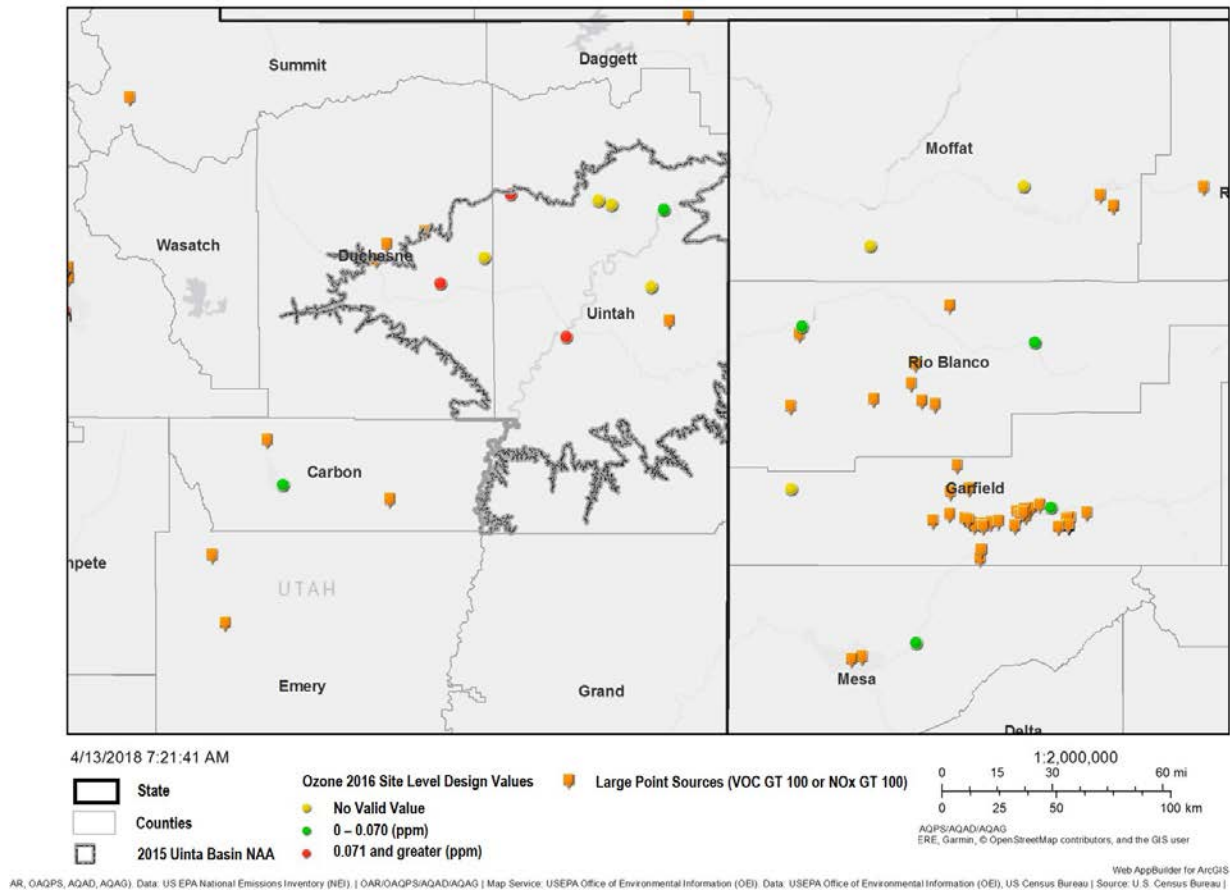 Summit
Daggett
Moffat
R
Wasatch
Duchesne
Uintah
Rio Blanco
Carbon
Garfield
npete
UTAH
Emery
Grand
Mesa
Delta
4/13/2018 7:21:41 AM
1:2,000,000
State
Counties
2015 Uinta Basin NAA
Ozone 2016 Site Level Design Values
No Valid Value
0 – 0.070 (ppm)
0.071 and greater (ppm)
Large Point Sources (VOC GT 100 or NOx GT 100)
0 15 30 60 mi
0 25 50 100 km
AQPS/AQAD/AQAG
ERE, Garmin, © OpenStreetMap contributors, and the GIS user
Web AppBuilder for ArcGIS
AR, OAQPS, AQAD, AQAG). Data: US EPA National Emissions Inventory (NEI). | OAR/OAQPS/AQAD/AQAG | Map Service: USEPA Office of Environmental Information (OEI). Data: USEPA Office of Environmental Information (OEI), US Census Bureau | Source: U.S. Census Bureau |